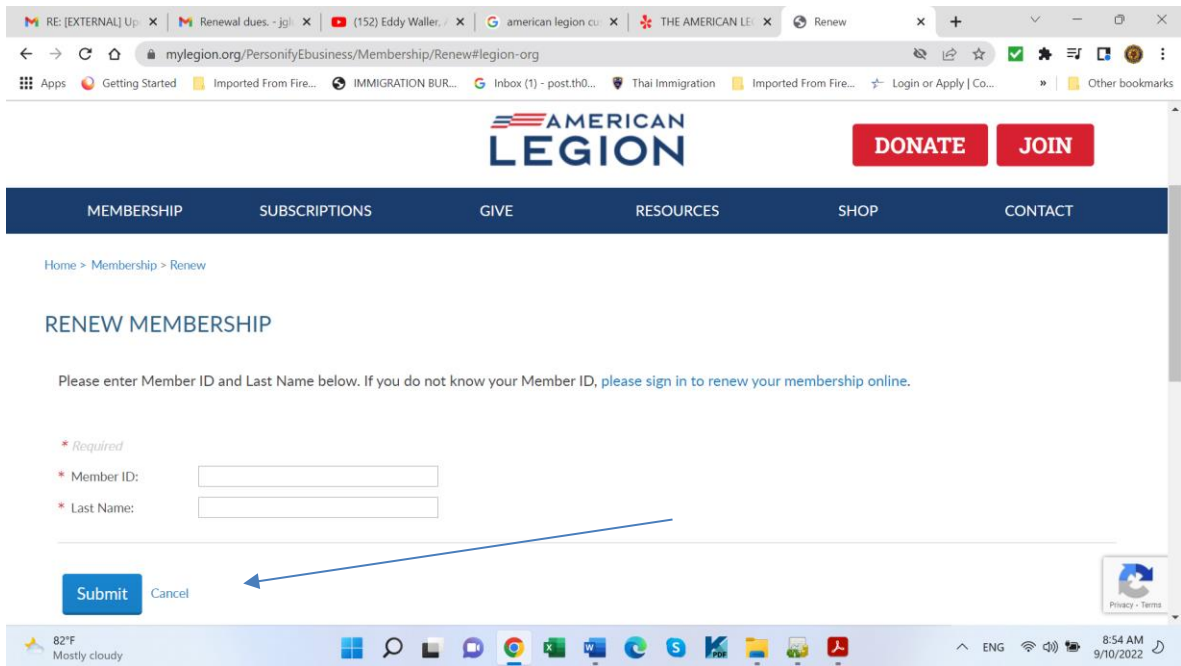 RE: [EXTERNAL] Up
Renewal dues. - jgl
(152) Eddy Waller,
american legion cu
THE AMERICAN LE
Renew
mylegion.org/PersonifyEbusiness/Membership/Renew#legion-org
Apps Getting Started Imported From Fire... IMMIGRATION BUR... Inbox (1) - post.th0... Thai Immigration Imported From Fire... Login or Apply | Co... » Other bookmarks
AMERICAN
LEGION
DONATE JOIN
MEMBERSHIP SUBSCRIPTIONS GIVE RESOURCES SHOP CONTACT
Home > Membership > Renew
RENEW MEMBERSHIP
Please enter Member ID and Last Name below. If you do not know your Member ID, please sign in to renew your membership online.
* Required
* Member ID:
* Last Name:
Submit Cancel
Privacy - Terms
82°F
Mostly cloudy
ENG
8:54 AM
9/10/2022